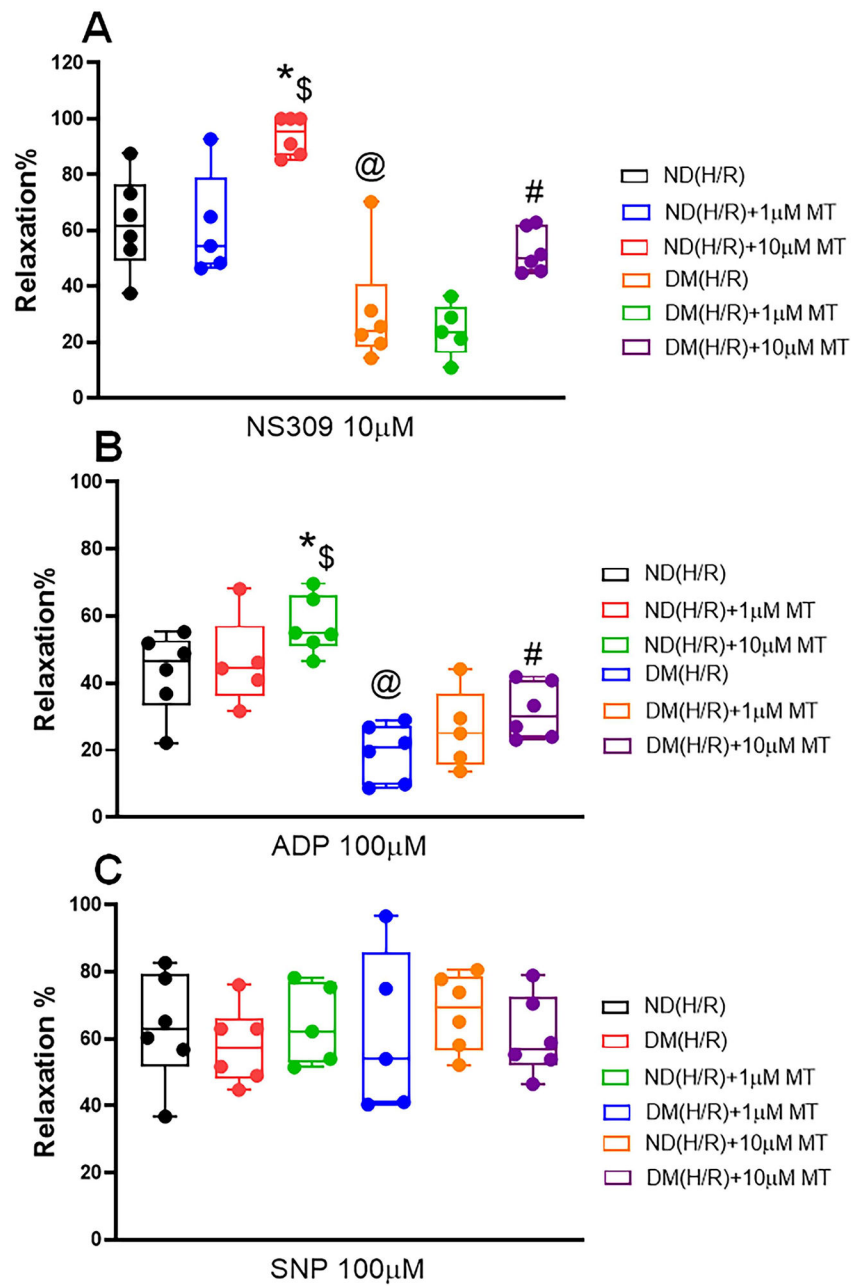 A
120
100
80
60
40
20
0
Relaxation%
*$
@
#
NS309 10μM
ND(H/R)
ND(H/R)+1μM MT
ND(H/R)+10μM MT
DM(H/R)
DM(H/R)+1μM MT
DM(H/R)+10μM MT
B
100
80
60
40
20
0
Relaxation%
*$
@
#
ADP 100μM
ND(H/R)
ND(H/R)+1μM MT
ND(H/R)+10μM MT
DM(H/R)
DM(H/R)+1μM MT
DM(H/R)+10μM MT
C
100
80
60
40
20
0
Relaxation %
SNP 100μM
ND(H/R)
DM(H/R)
ND(H/R)+1μM MT
DM(H/R)+1μM MT
ND(H/R)+10μM MT
DM(H/R)+10μM MT